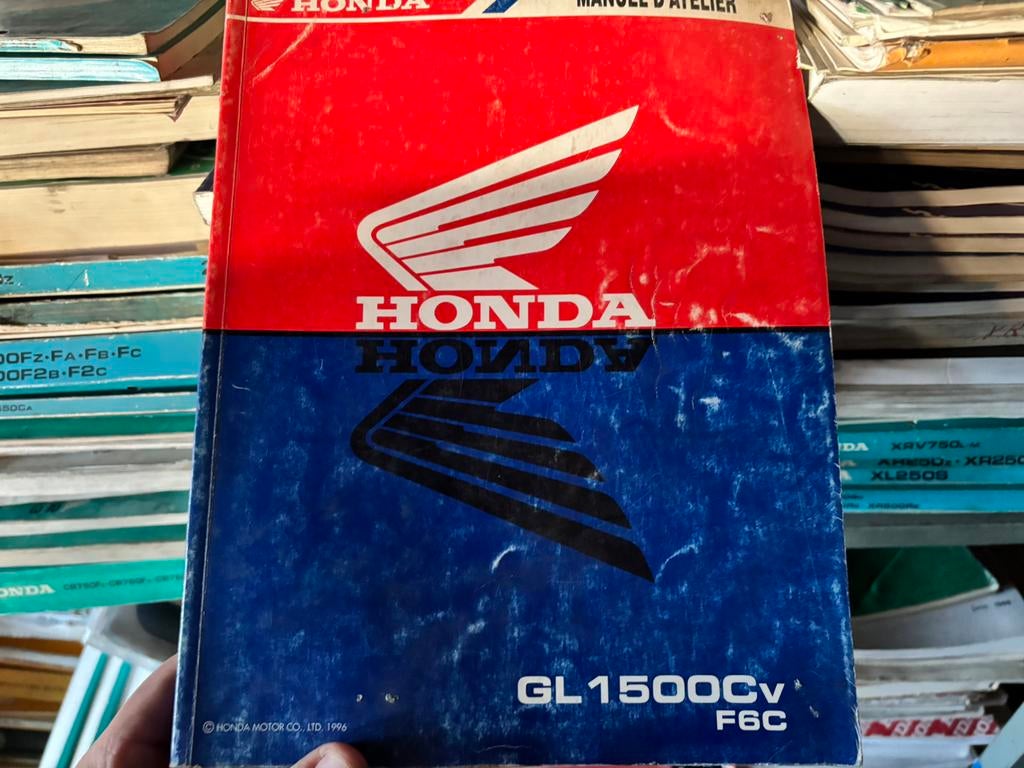 HONDA
MANUEL D'ATELIER
HONDA
HONDA
GL1500CV
F6C
© HONDA MOTOR CO., LTD. 1996
00FZ·FA·FB·FC
00F2B·F2C
XRV750L-M
XL250S
HONDA